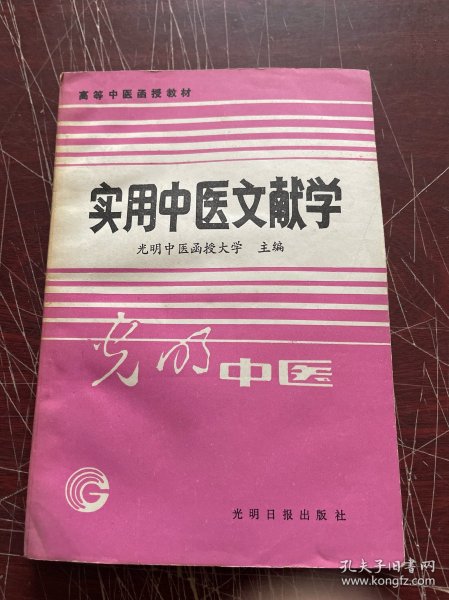 高等中医函授教材
实用中医文献学
光明中医函授大学 主编
光明中医
光明日报出版社
孔夫子旧书网
www.kongfz.com